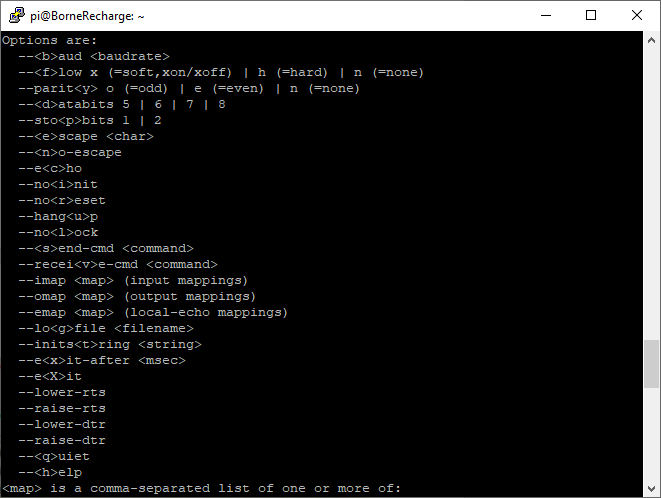 pi@BorneRecharge: ~
Options are:
  --<b>aud <baudrate>
  --<f>low x (=soft,xon/xoff) | h (=hard) | n (=none)
  --parit<y> o (=odd) | e (=even) | n (=none)
  --<d>atabits 5 | 6 | 7 | 8
  --sto<p>bits 1 | 2
  --<e>scape <char>
  --<n>o-escape
  --e<c>ho
  --no<i>nit
  --no<r>eset
  --hang<u>p
  --no<l>ock
  --<s>end-cmd <command>
  --recei<v>e-cmd <command>
  --imap <map> (input mappings)
  --omap <map> (output mappings)
  --emap <map> (local-echo mappings)
  --lo<g>file <filename>
  --inits<t>ring <string>
  --e<x>it-after <msec>
  --e<X>it
  --lower-rts
  --raise-rts
  --lower-dtr
  --raise-dtr
  --<q>uiet
  --<h>elp
<map> is a comma-separated list of one or more of: